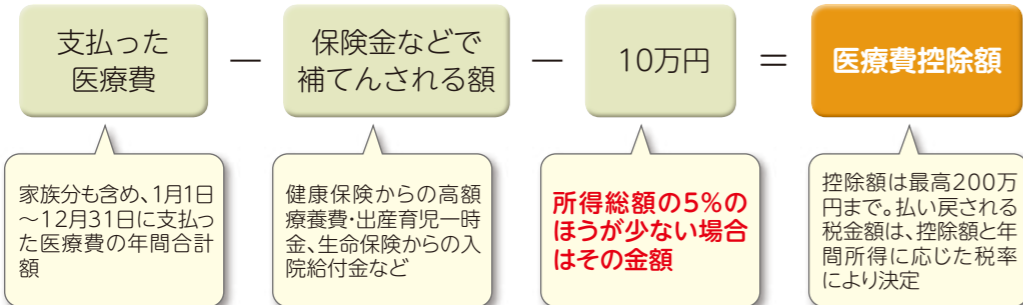 支払った
医療費
－
保険金などで
補てんされる額
－
10万円
＝
医療費控除額
家族分も含め、1月1日
～12月31日に支払っ
た医療費の年間合計
額
健康保険からの高額
療養費・出産育児一時
金、生命保険からの入
院給付金など
所得総額の5%の
ほうが少ない場合
はその金額
控除額は最高200万
円まで。払い戻される
税金額は、控除額と年
間所得に応じた税率
により決定